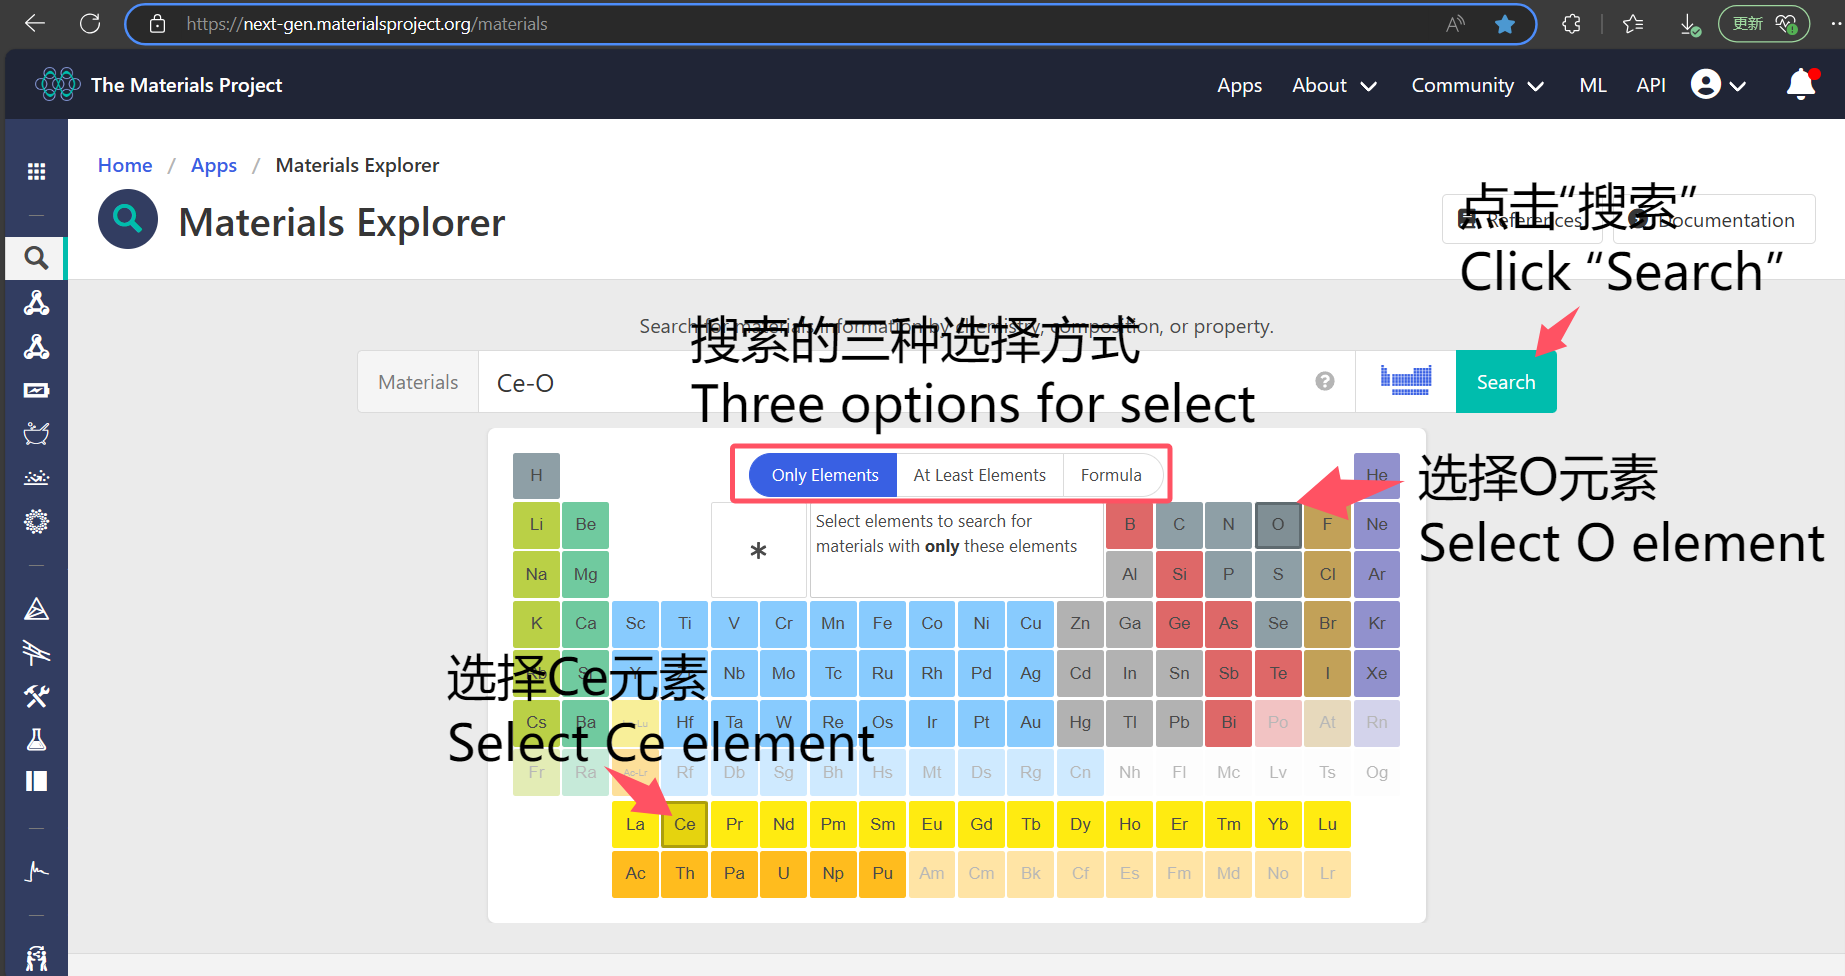 https://next-gen.materialsproject.org/materials
更新
The Materials Project
Apps
About
Community
ML
API
Home / Apps / Materials Explorer
Materials Explorer
References
Documentation
点击“搜索”
Click “Search”
Search for materials information by chemistry, composition, or property.
搜索的三种选择方式
Three options for select
Materials
Ce-O
Search
Only Elements
At Least Elements
Formula
Select elements to search for
materials with only these elements
*
选择O元素
Select O element
选择Ce元素
Select Ce element
H He
Li Be B C N O F Ne
Na Mg Al Si P S Cl Ar
K Ca Sc Ti V Cr Mn Fe Co Ni Cu Zn Ga Ge As Se Br Kr
Rb Sr Y Nb Mo Tc Ru Rh Pd Ag Cd In Sn Sb Te I Xe
Cs Ba La-Lu Hf Ta W Re Os Ir Pt Au Hg Tl Pb Bi Po At Rn
Fr Ra Ac-Lr Rf Db Sg Bh Hs Mt Ds Rg Cn Nh Fl Mc Lv Ts Og
La Ce Pr Nd Pm Sm Eu Gd Tb Dy Ho Er Tm Yb Lu
Ac Th Pa U Np Pu Am Cm Bk Cf Es Fm Md No Lr